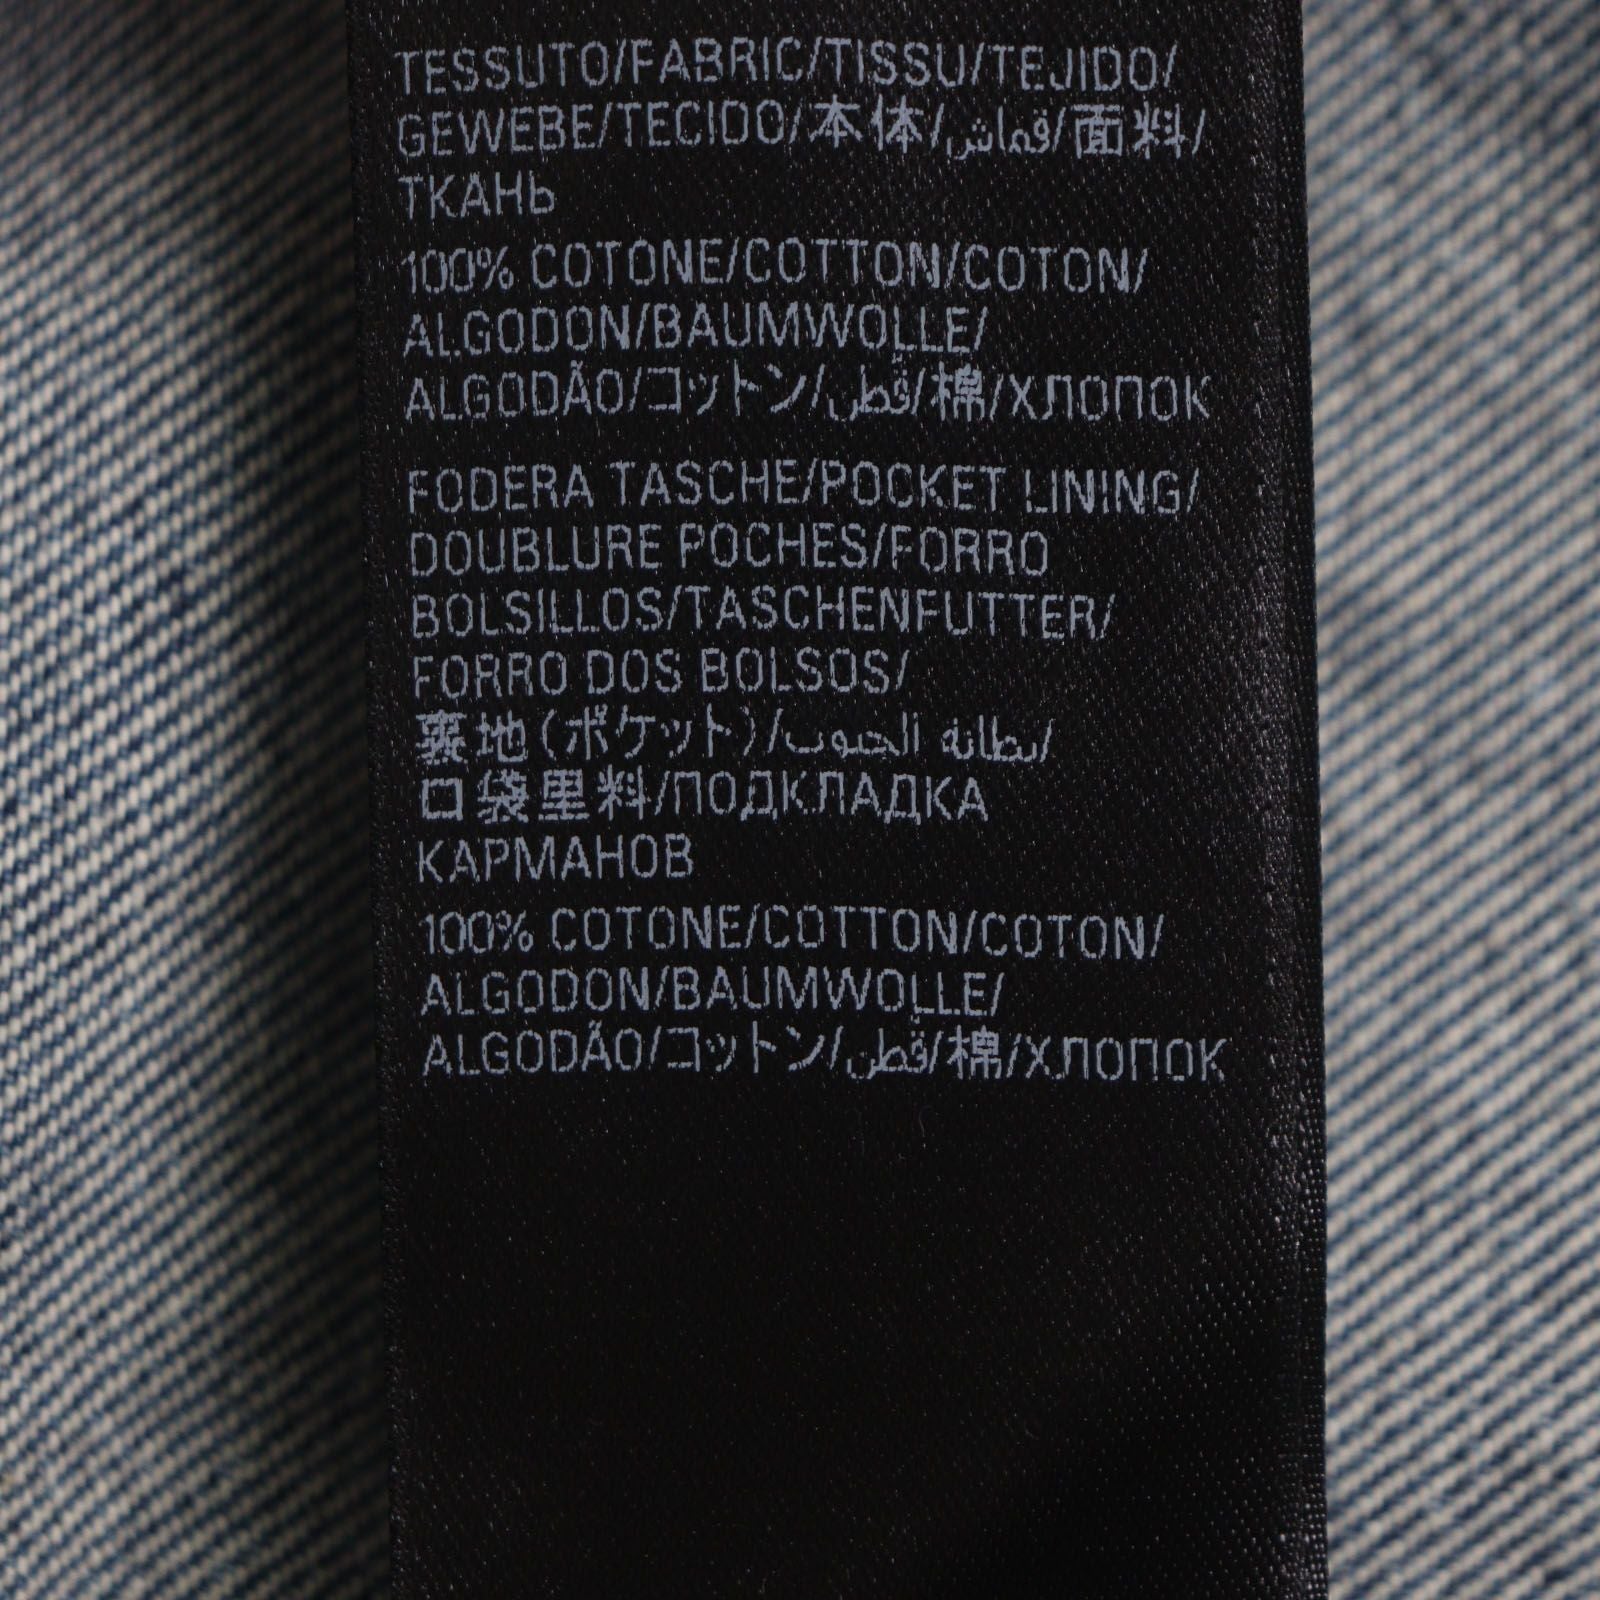 TESSUTO/FABRIC/TISSU/TEJIDO/
GEWEBE/TECIDO/本体/قماش/面料/
ТКАНЬ
100% COTONE/COTTON/COTON/
ALGODON/BAUMWOLLE/
ALGODÃO/コットン/قطن/棉/ХЛОПОК
FODERA TASCHE/POCKET LINING/
DOUBLURE POCHES/FORRO
BOLSILLOS/TASCHENFUTTER/
FORRO DOS BOLSOS/
裏地(ポケット)/بطانه الجيوب/
口袋里料/ПОДКЛАДКА
КАРМАНОВ
100% COTONE/COTTON/COTON/
ALGODON/BAUMWOLLE/
ALGODÃO/コットン/قطن/棉/ХЛОПОК